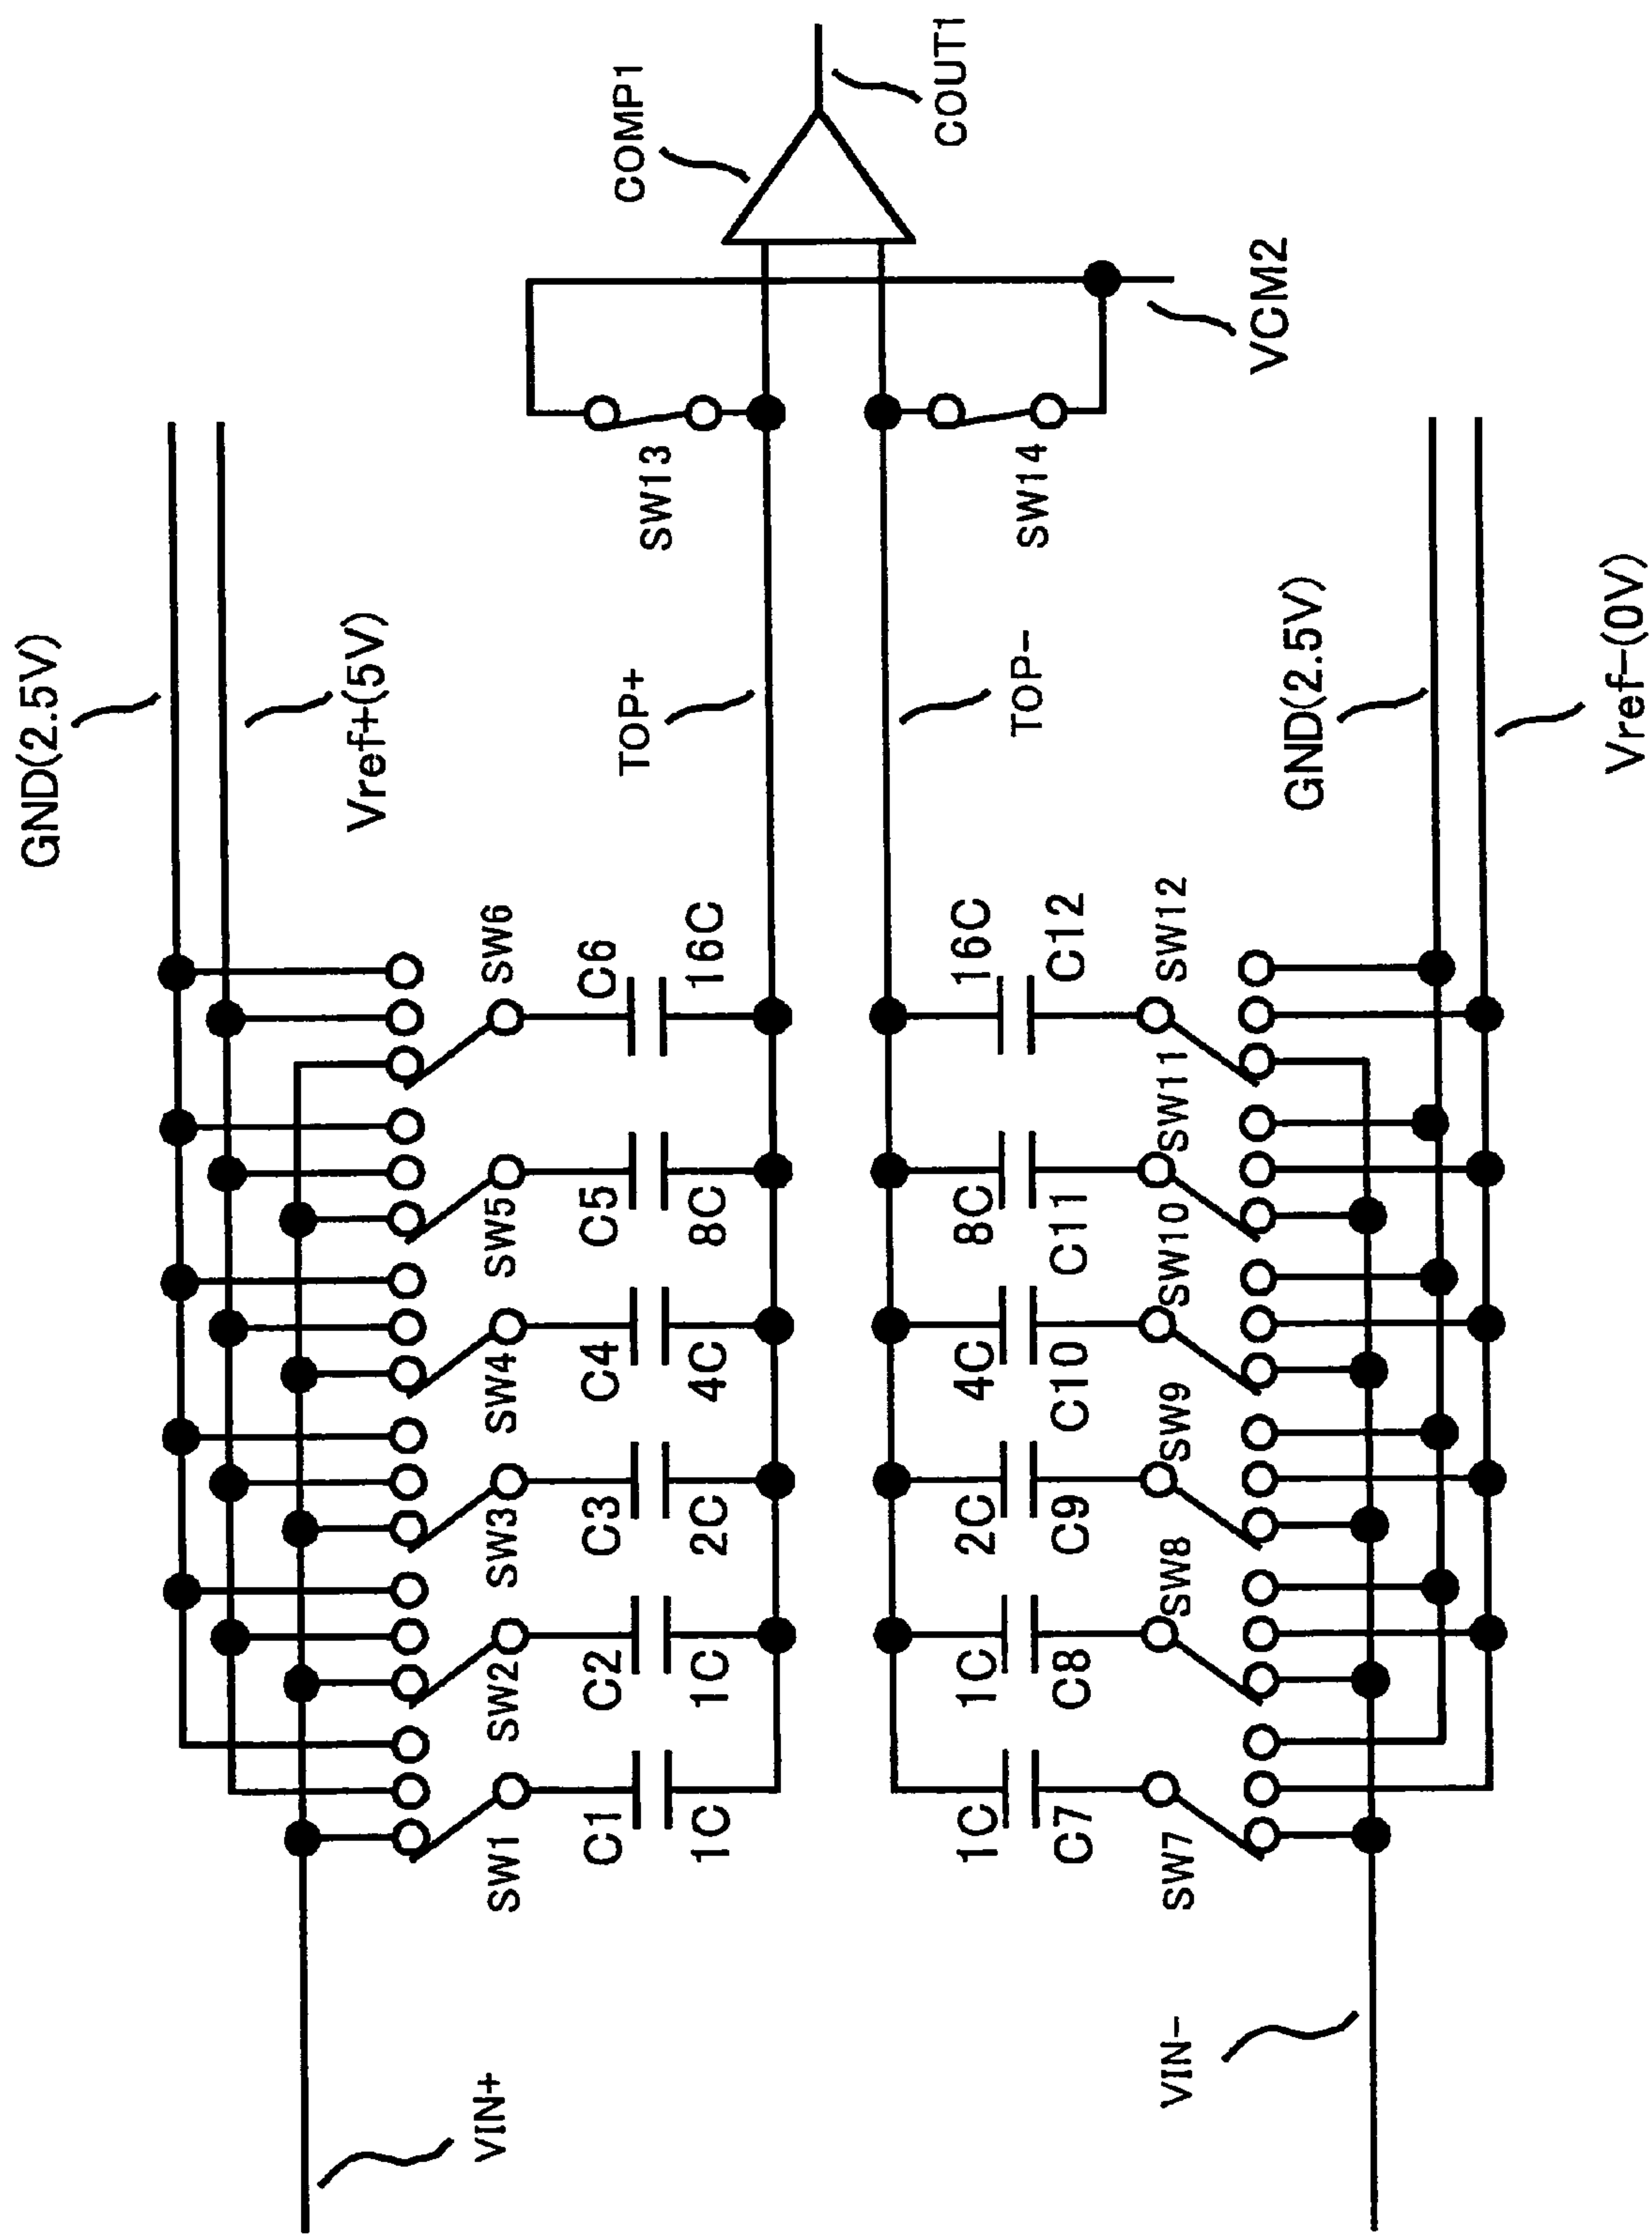 GND(2.5V)
Vref+(5V)
VIN+
SW1
SW2
SW3
SW4
SW5
SW6
C1
C2
C3
C4
C5
C6
1C
1C
2C
4C
8C
16C
TOP+
SW13
COMP1
COUT1
TOP-
SW14
VCM2
1C
1C
2C
4C
8C
16C
C7
C8
C9
C10
C11
C12
SW7
SW8
SW9
SW10
SW11
SW12
VIN-
GND(2.5V)
Vref-(0V)